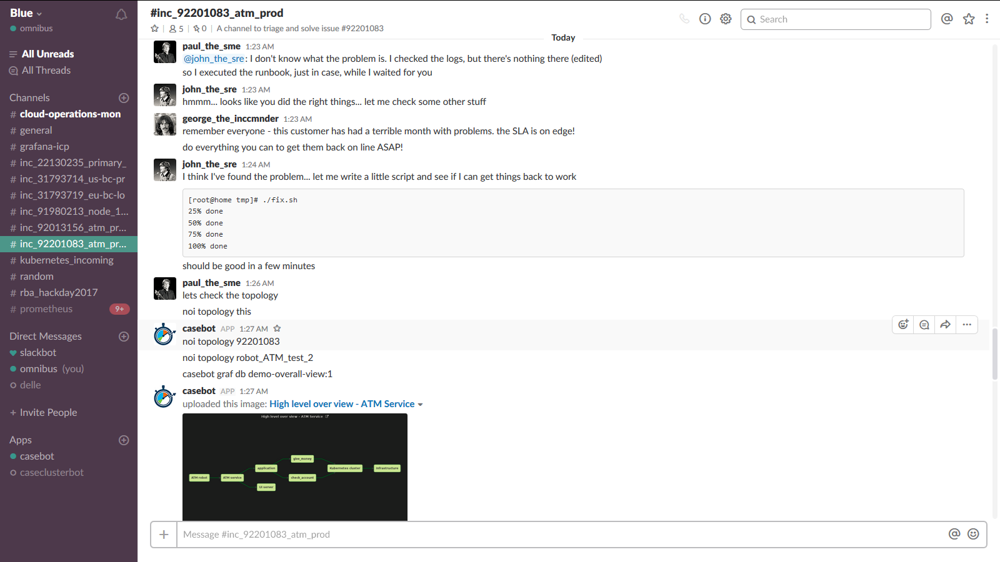 Blue
omnibus
All Unreads
All Threads
Channels
# cloud-operations-mon
# general
# grafana-icp
# inc_22130235_primary_
# inc_31793714_us-bc-pr
# inc_31793719_eu-bc-lo
# inc_91980213_node_1...
# inc_92013156_atm_pr...
# inc_92201083_atm_pr...
# kubernetes_incoming
# random
# rba_hackday2017
# prometheus 9+
Direct Messages
slackbot
omnibus (you)
delle
+ Invite People
Apps
casebot
caseclusterbot
#inc_92201083_atm_prod
5 | 0 | A channel to triage and solve issue #92201083
Search
Today
paul_the_sme 1:23 AM
@john_the_sre: I don't know what the problem is. I checked the logs, but there's nothing there (edited)
so I executed the runbook, just in case, while I waited for you
john_the_sre 1:23 AM
hmmm... looks like you did the right things... let me check some other stuff
george_the_inccmnder 1:23 AM
remember everyone - this customer has had a terrible month with problems. the SLA is on edge!
do everything you can to get them back on line ASAP!
john_the_sre 1:24 AM
I think I've found the problem... let me write a little script and see if I can get things back to work
[root@home tmp]# ./fix.sh
25% done
50% done
75% done
100% done
should be good in a few minutes
paul_the_sme 1:26 AM
lets check the topology
noi topology this
casebot APP 1:27 AM
noi topology 92201083
noi topology robot_ATM_test_2
casebot graf db demo-overall-view:1
casebot APP 1:27 AM
uploaded this image: High level over view - ATM Service
High level over view - ATM Service
give_money
application
Kubernetes cluster
Infrastructure
ATM robot
ATM service
check_account
UI server
Message #inc_92201083_atm_prod